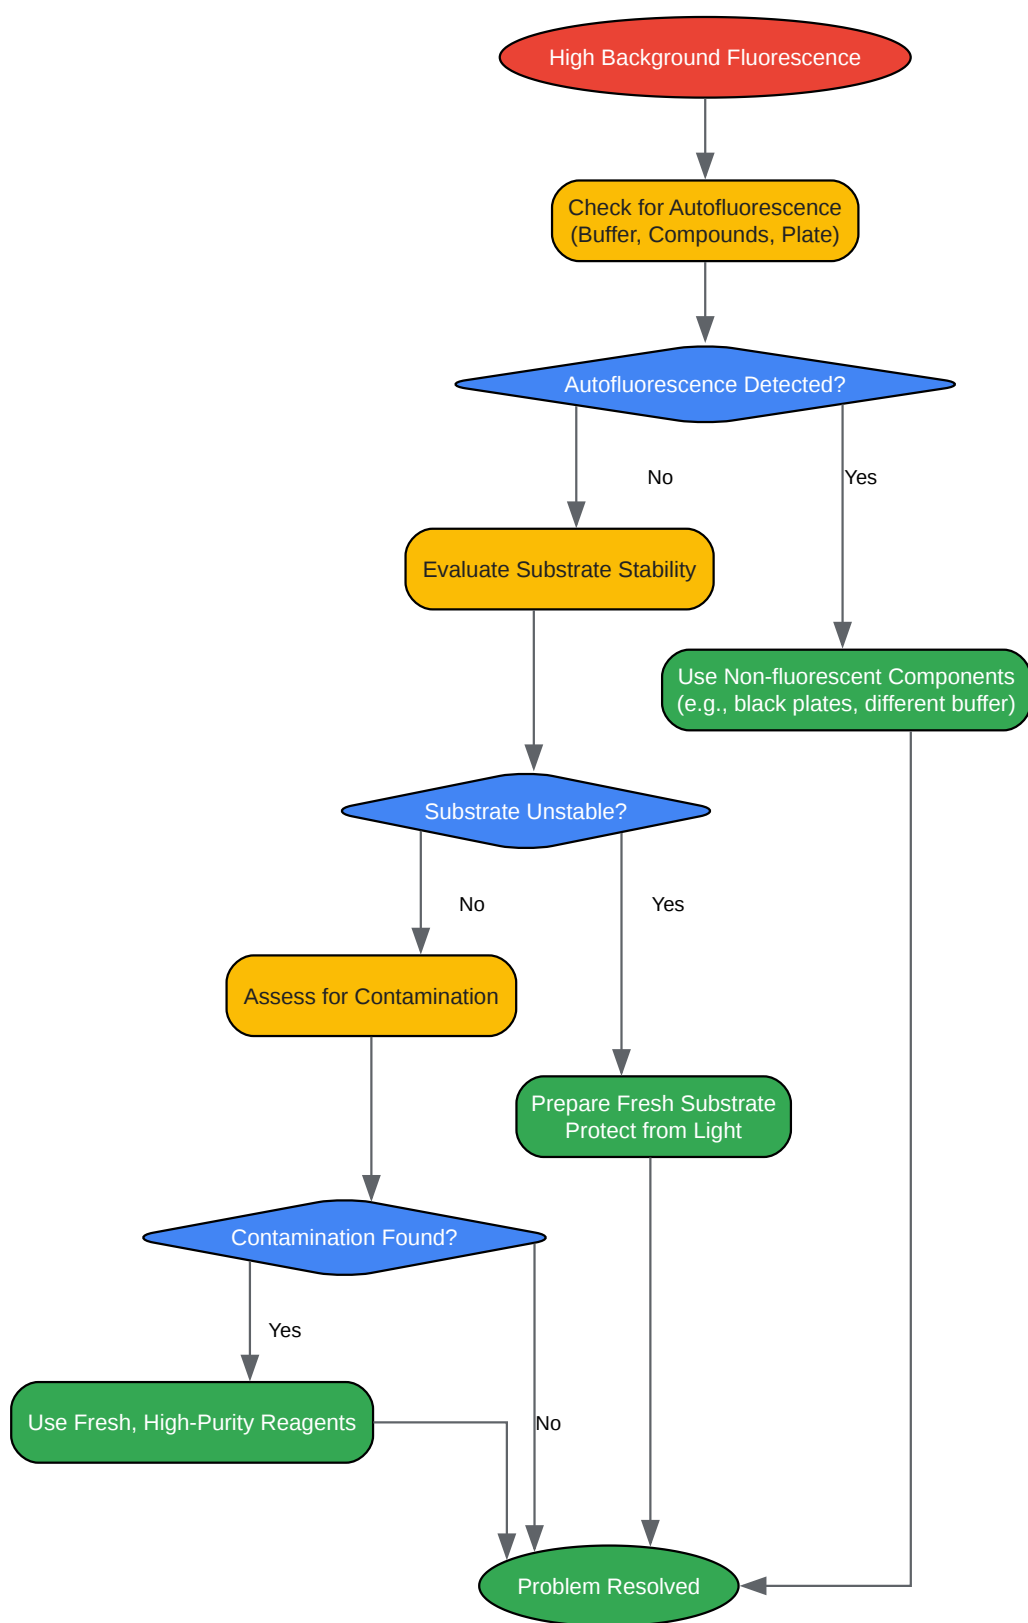 High Background Fluorescence
Check for Autofluorescence
(Buffer, Compounds, Plate)
Autofluorescence Detected?
No
Yes
Evaluate Substrate Stability
Use Non-fluorescent Components
(e.g., black plates, different buffer)
Substrate Unstable?
No
Yes
Assess for Contamination
Prepare Fresh Substrate
Protect from Light
Contamination Found?
Yes
Use Fresh, High-Purity Reagents
No
Problem Resolved